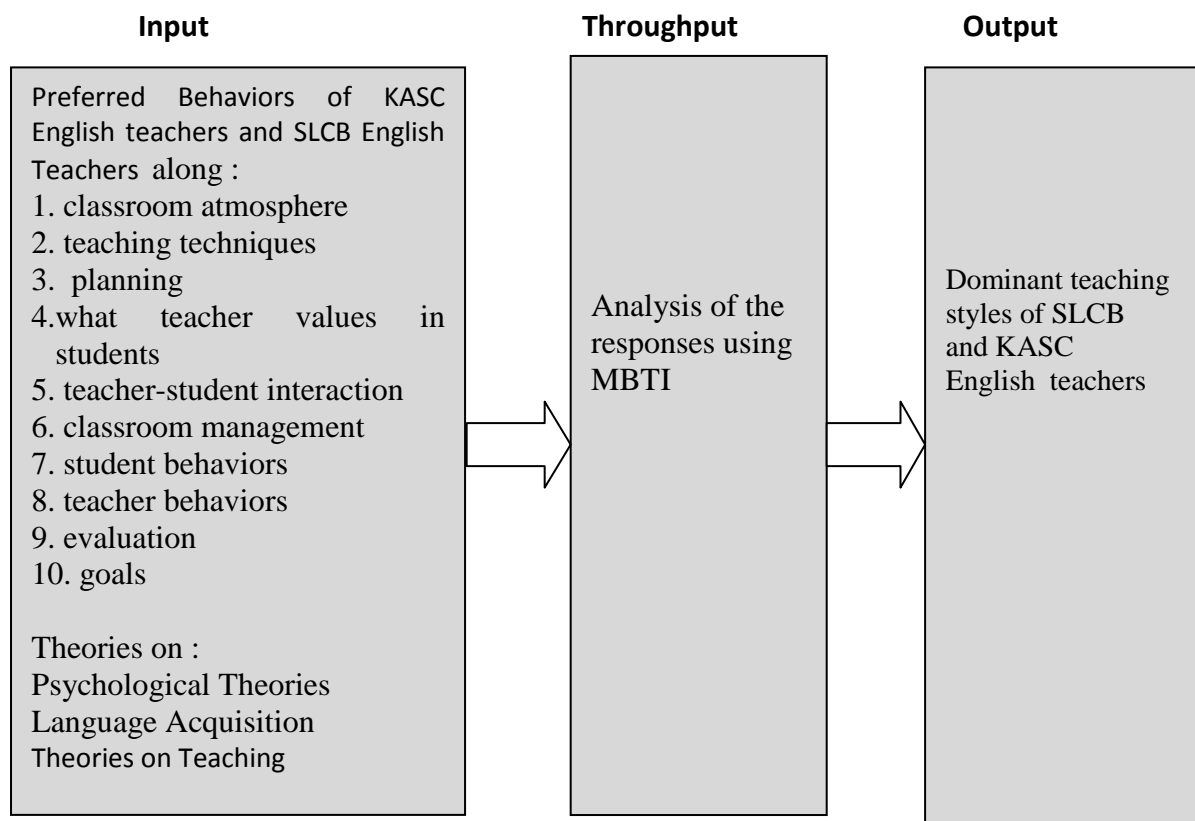 Input
Throughput
Output
Preferred Behaviors of KASC
English teachers and SLCB English
Teachers along :
1. classroom atmosphere
2. teaching techniques
3. planning
4.what teacher values in
students
5. teacher-student interaction
6. classroom management
7. student behaviors
8. teacher behaviors
9. evaluation
10. goals
Theories on :
Psychological Theories
Language Acquisition
Theories on Teaching
Analysis of the
responses using
MBTI
Dominant teaching
styles of SLCB
and KASC
English teachers